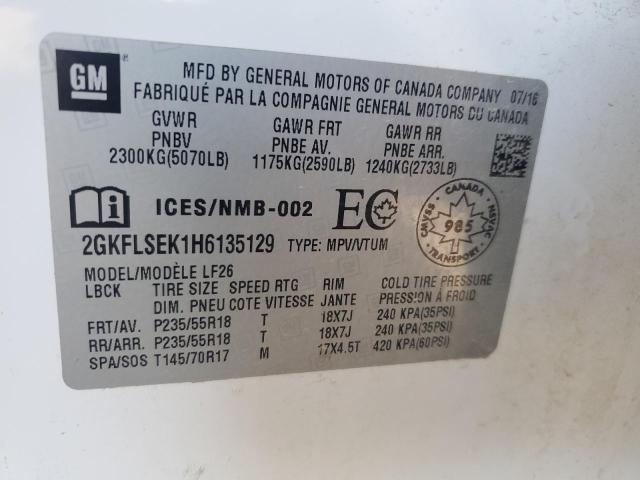 GM MFD BY GENERAL MOTORS OF CANADA COMPANY 07/16
FABRIQUÉ PAR LA COMPAGNIE GENERAL MOTORS DU CANADA
GVWR GAWR FRT GAWR RR
PNBV PNBE AV. PNBE ARR.
2300KG(5070LB) 1175KG(2590LB) 1240KG(2733LB)
ICES/NMB-002 EC
CANADA CMVSS 985 NSVAC TRANSPORT
2GKFLSEK1H6135129 TYPE: MPV/VTUM
MODEL/MODÈLE LF26
LBCK TIRE SIZE SPEED RTG RIM COLD TIRE PRESSURE
DIM. PNEU COTE VITESSE JANTE PRESSION À FROID
FRT/AV. P235/55R18 T 18X7J 240 KPA(35PSI)
RR/ARR. P235/55R18 T 18X7J 240 KPA(35PSI)
SPA/SOS T145/70R17 M 17X4.5T 420 KPA(60PSI)